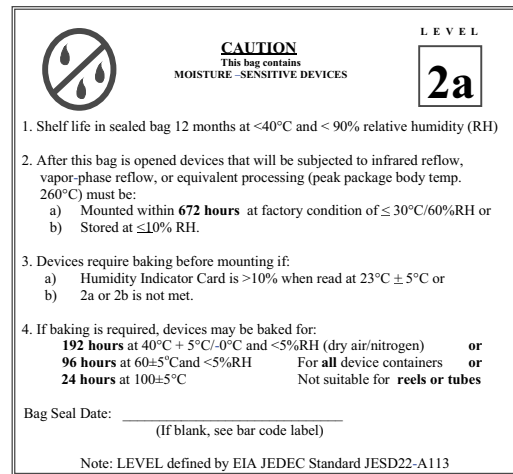 LEVEL
CAUTION
This bag contains
MOISTURE –SENSITIVE DEVICES
2a
1. Shelf life in sealed bag 12 months at <40°C and < 90% relative humidity (RH)
2. After this bag is opened devices that will be subjected to infrared reflow,
vapor-phase reflow, or equivalent processing (peak package body temp.
260°C) must be:
a) Mounted within 672 hours at factory condition of ≤ 30°C/60%RH or
b) Stored at ≤10% RH.
3. Devices require baking before mounting if:
a) Humidity Indicator Card is >10% when read at 23°C ± 5°C or
b) 2a or 2b is not met.
4. If baking is required, devices may be baked for:
192 hours at 40°C + 5°C/-0°C and <5%RH (dry air/nitrogen) or
96 hours at 60±5°Cand <5%RH For all device containers or
24 hours at 100±5°C Not suitable for reels or tubes
Bag Seal Date: ______________________________
(If blank, see bar code label)
Note: LEVEL defined by EIA JEDEC Standard JESD22-A113